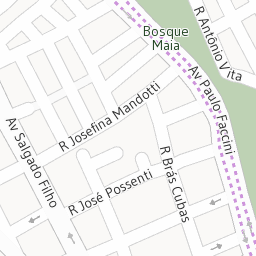 Bosque
Maia
R Antônio Vita
Av Paulo Faccini
R Josefina Mandotti
Av Salgado Filho
R Brás Cubas
R José Possenti